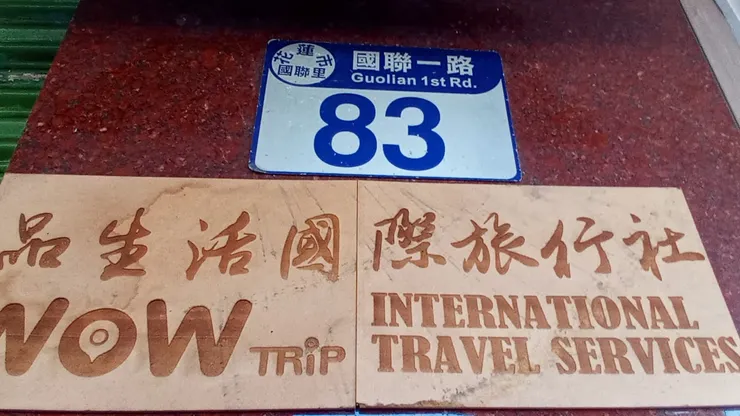 花蓮市
國聯里
國聯一路
Guolian 1st Rd.
83
品生活國際旅行社
WOW TRiP
INTERNATIONAL
TRAVEL SERVICES